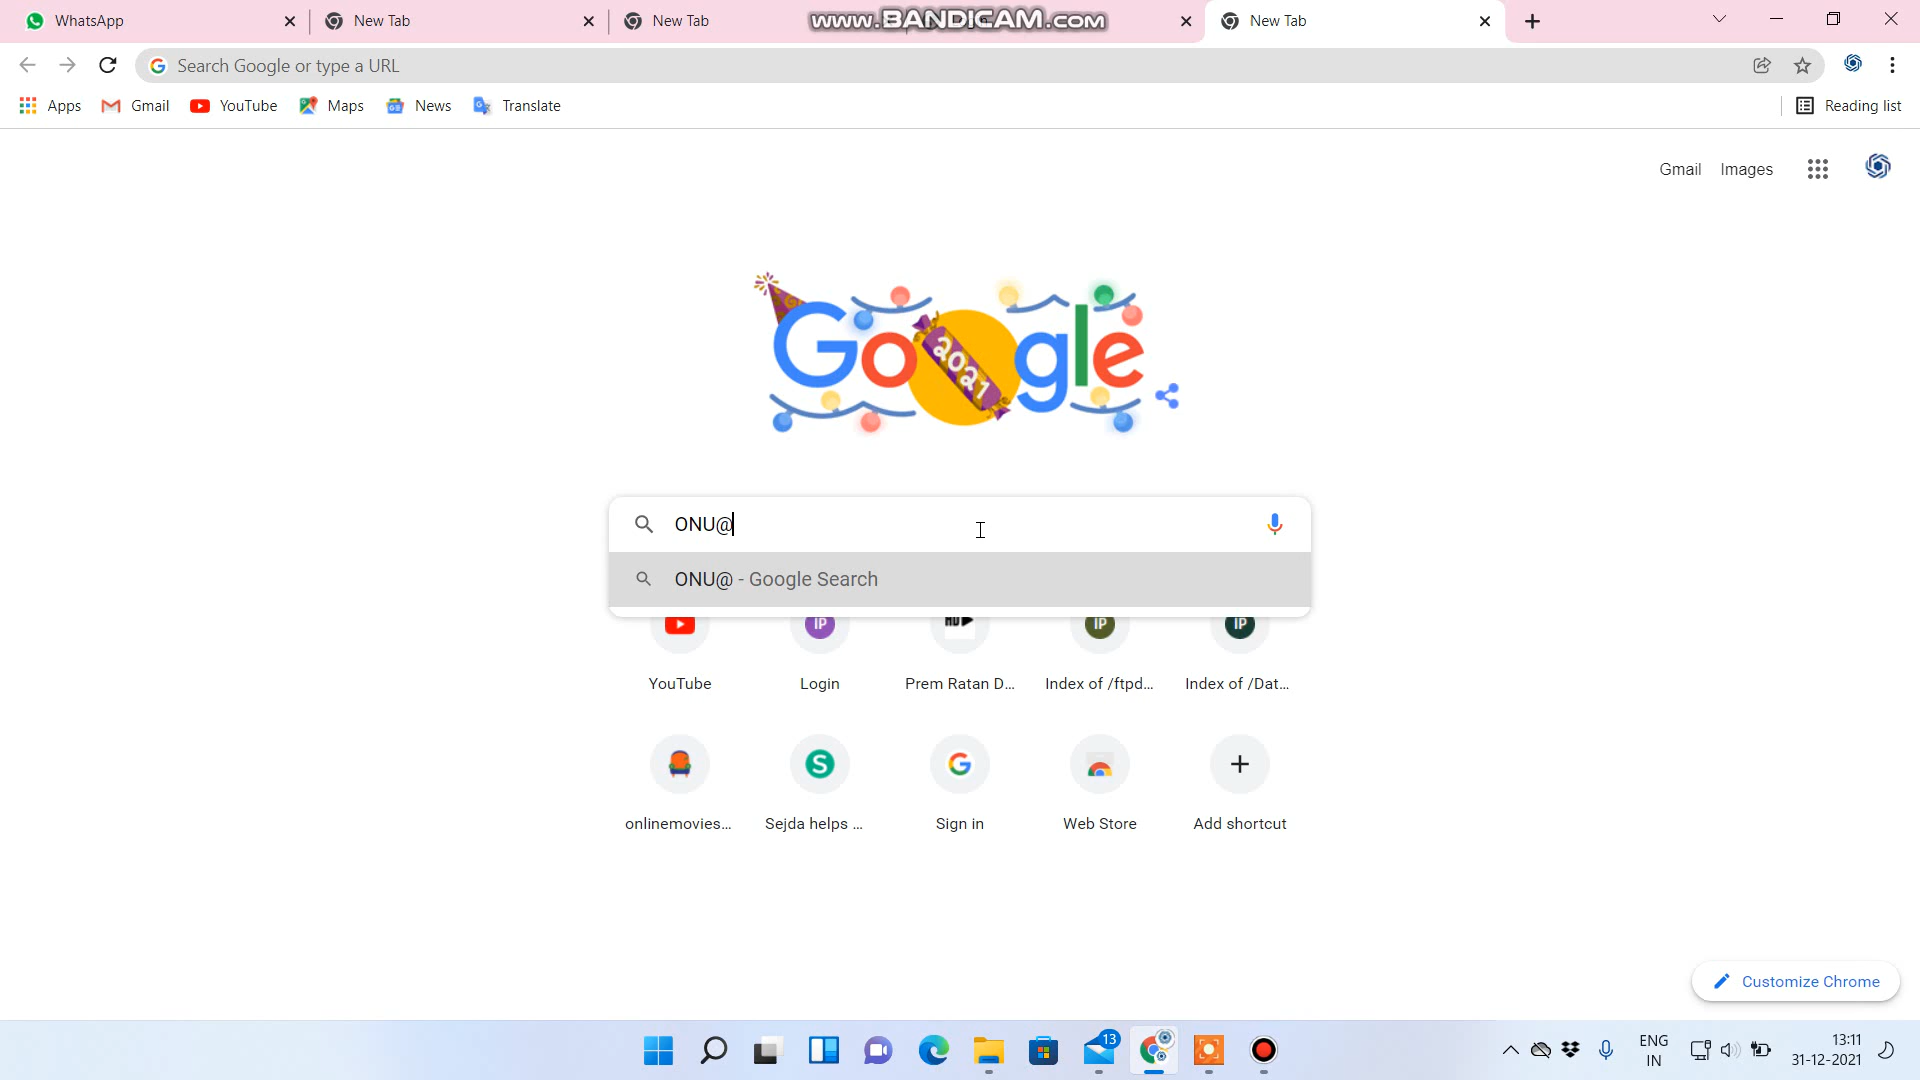 WhatsApp
New Tab
New Tab
www.BANDICAM.com
New Tab
Search Google or type a URL
Apps
Gmail
YouTube
Maps
News
Translate
Reading list
Gmail
Images
Google
2021
ONU@
ONU@ - Google Search
YouTube
Login
Prem Ratan D...
Index of /ftpd...
Index of /Dat...
onlinemovies...
Sejda helps ...
Sign in
Web Store
Add shortcut
Customize Chrome
13
ENG
IN
13:11
31-12-2021